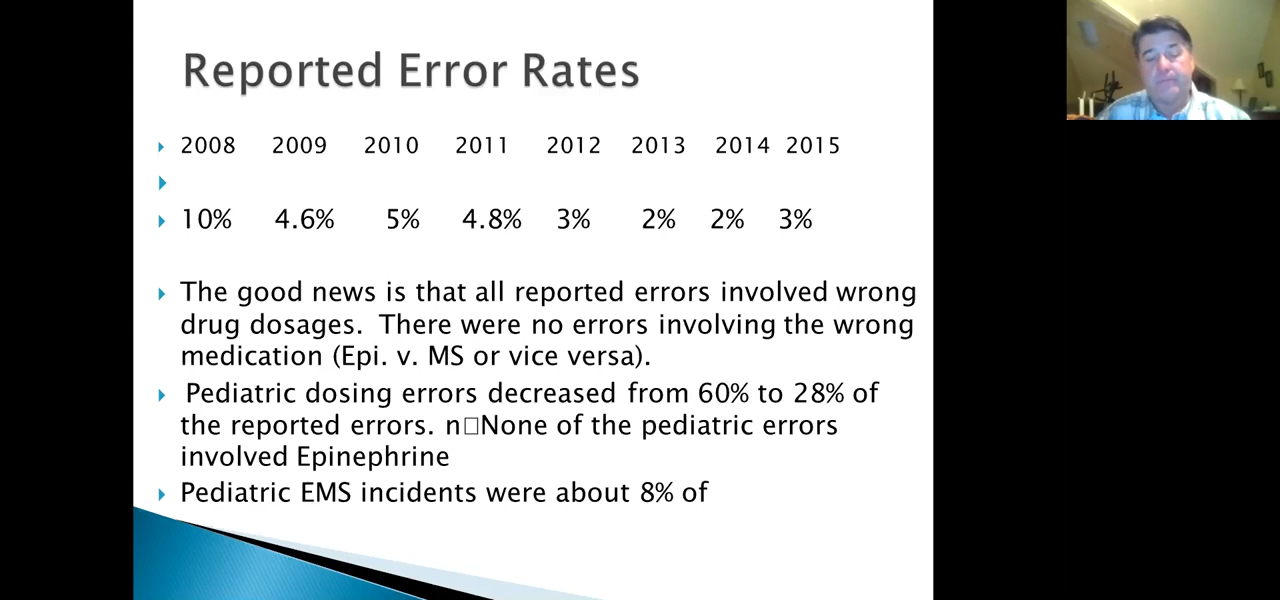 Reported Error Rates
2008 2009 2010 2011 2012 2013 2014 2015
10% 4.6% 5% 4.8% 3% 2% 2% 3%
The good news is that all reported errors involved wrong
drug dosages. There were no errors involving the wrong
medication (Epi. v. MS or vice versa).
Pediatric dosing errors decreased from 60% to 28% of
the reported errors. n□None of the pediatric errors
involved Epinephrine
Pediatric EMS incidents were about 8% of